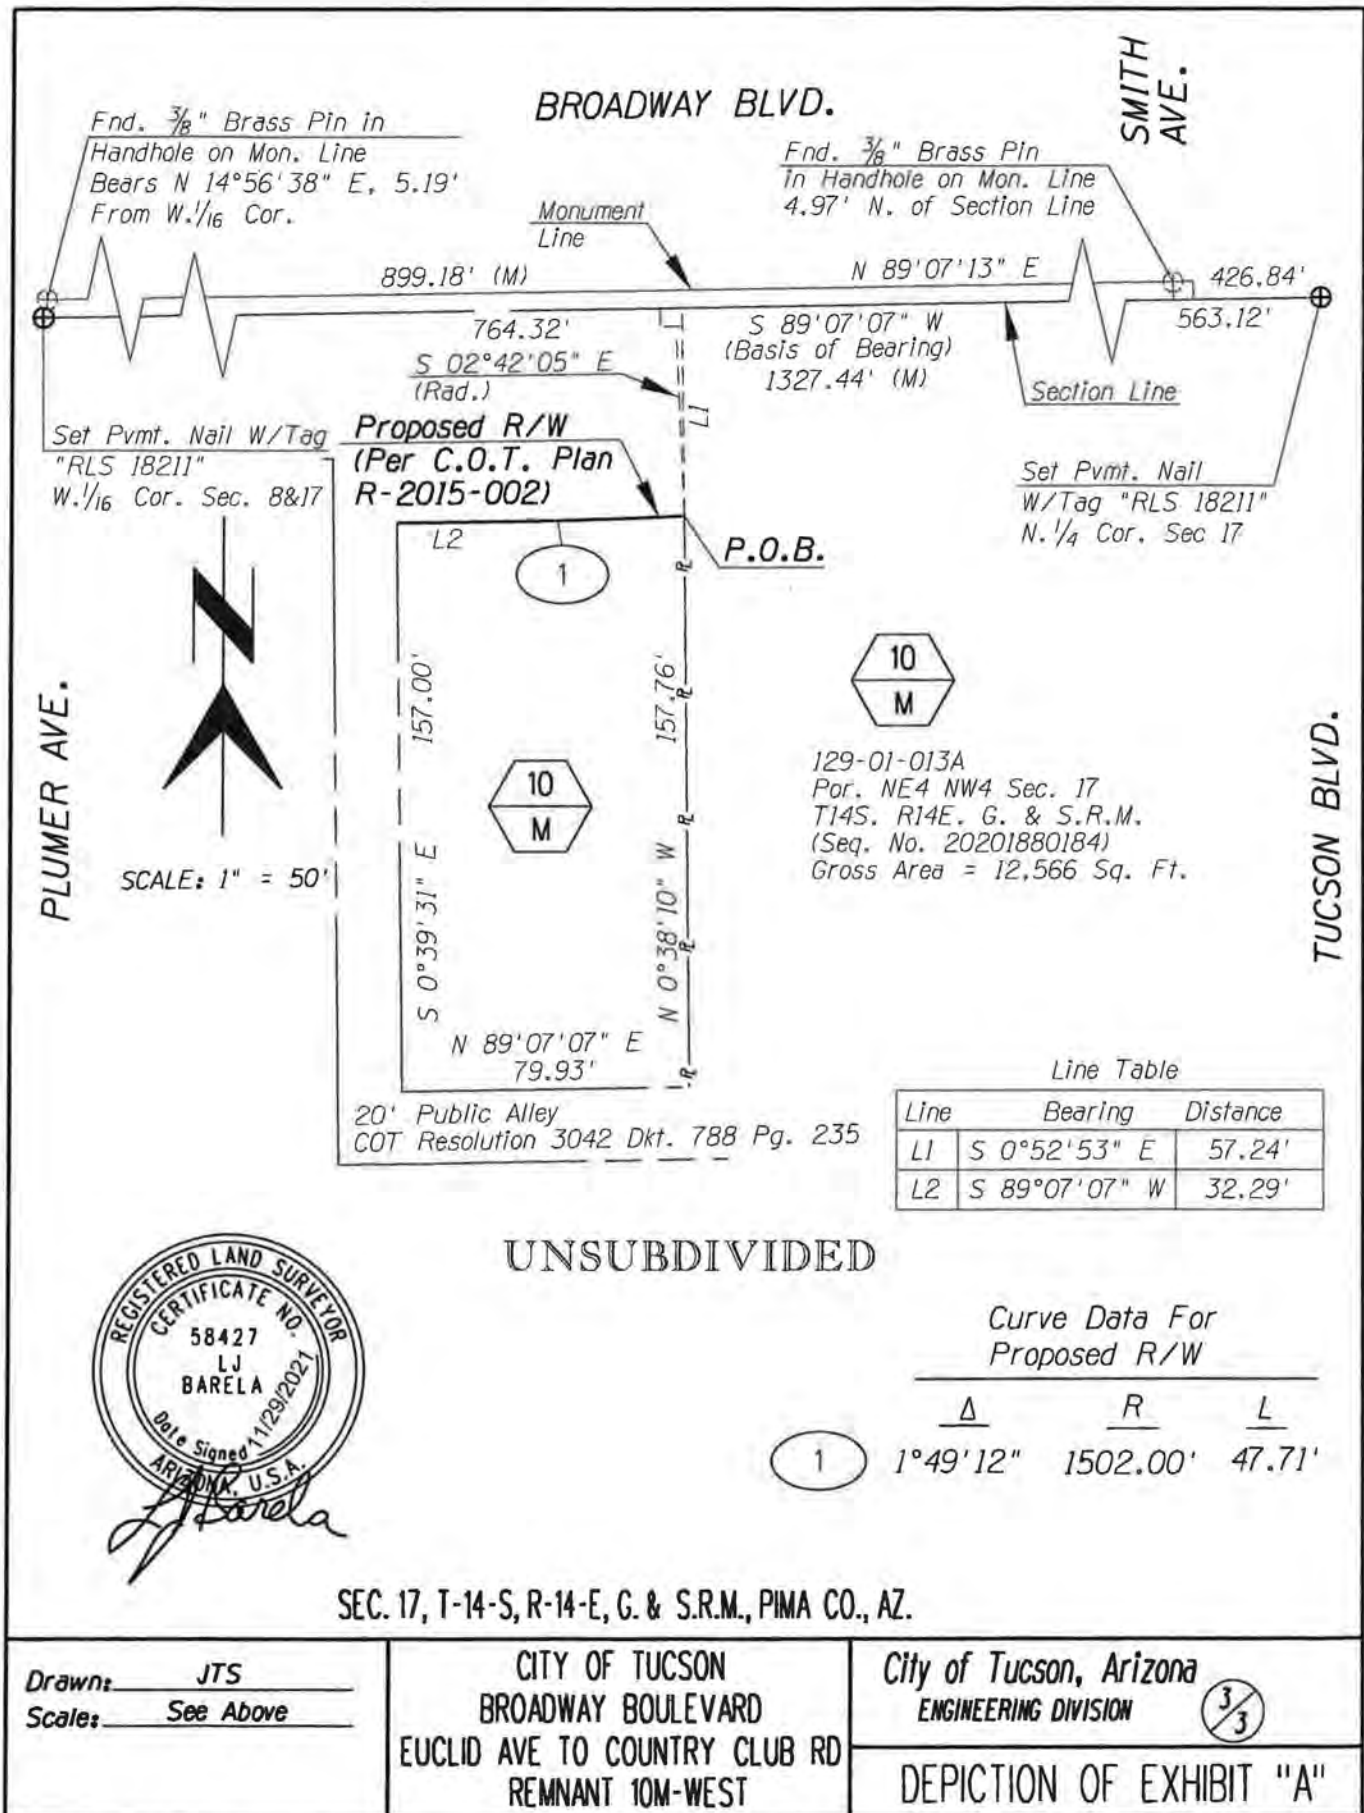 BROADWAY BLVD.
SMITH
AVE.
Fnd. 3/8" Brass Pin in
Handhole on Mon. Line
Bears N 14°56'38" E, 5.19'
From W.1/16 Cor.
Monument
Line
Fnd. 3/8" Brass Pin
in Handhole on Mon. Line
4.97' N. of Section Line
899.18' (M)
N 89°07'13" E
426.84'
764.32'
S 89°07'07" W
(Basis of Bearing)
1327.44' (M)
563.12'
S 02°42'05" E
(Rad.)
L1
Section Line
Set Pvmt. Nail W/Tag
"RLS 18211"
W.1/16 Cor. Sec. 8&17
Proposed R/W
(Per C.O.T. Plan
R-2015-002)
Set Pvmt. Nail
W/Tag "RLS 18211"
N.1/4 Cor. Sec 17
L2
1
P.O.B.
N
SCALE: 1" = 50'
PLUMER AVE.
S 0°39'31" E 157.00'
10
M
N 0°38'10" W 157.76'
R
R
R
R
R
10
M
129-01-013A
Por. NE4 NW4 Sec. 17
T14S. R14E. G. & S.R.M.
(Seq. No. 20201880184)
Gross Area = 12,566 Sq. Ft.
TUCSON BLVD.
N 89°07'07" E
79.93'
20' Public Alley
COT Resolution 3042 Dkt. 788 Pg. 235
Line Table
Line Bearing Distance
L1 S 0°52'53" E 57.24'
L2 S 89°07'07" W 32.29'
UNSUBDIVIDED
REGISTERED LAND SURVEYOR
CERTIFICATE NO.
58427
LJ
BARELA
Date Signed 11/29/2021
ARIZONA, U.S.A.
LJ Barela
Curve Data For
Proposed R/W
Δ R L
1 1°49'12" 1502.00' 47.71'
SEC. 17, T-14-S, R-14-E, G. & S.R.M., PIMA CO., AZ.
Drawn: JTS
Scale: See Above
CITY OF TUCSON
BROADWAY BOULEVARD
EUCLID AVE TO COUNTRY CLUB RD
REMNANT 10M-WEST
City of Tucson, Arizona
ENGINEERING DIVISION
3/3
DEPICTION OF EXHIBIT "A"